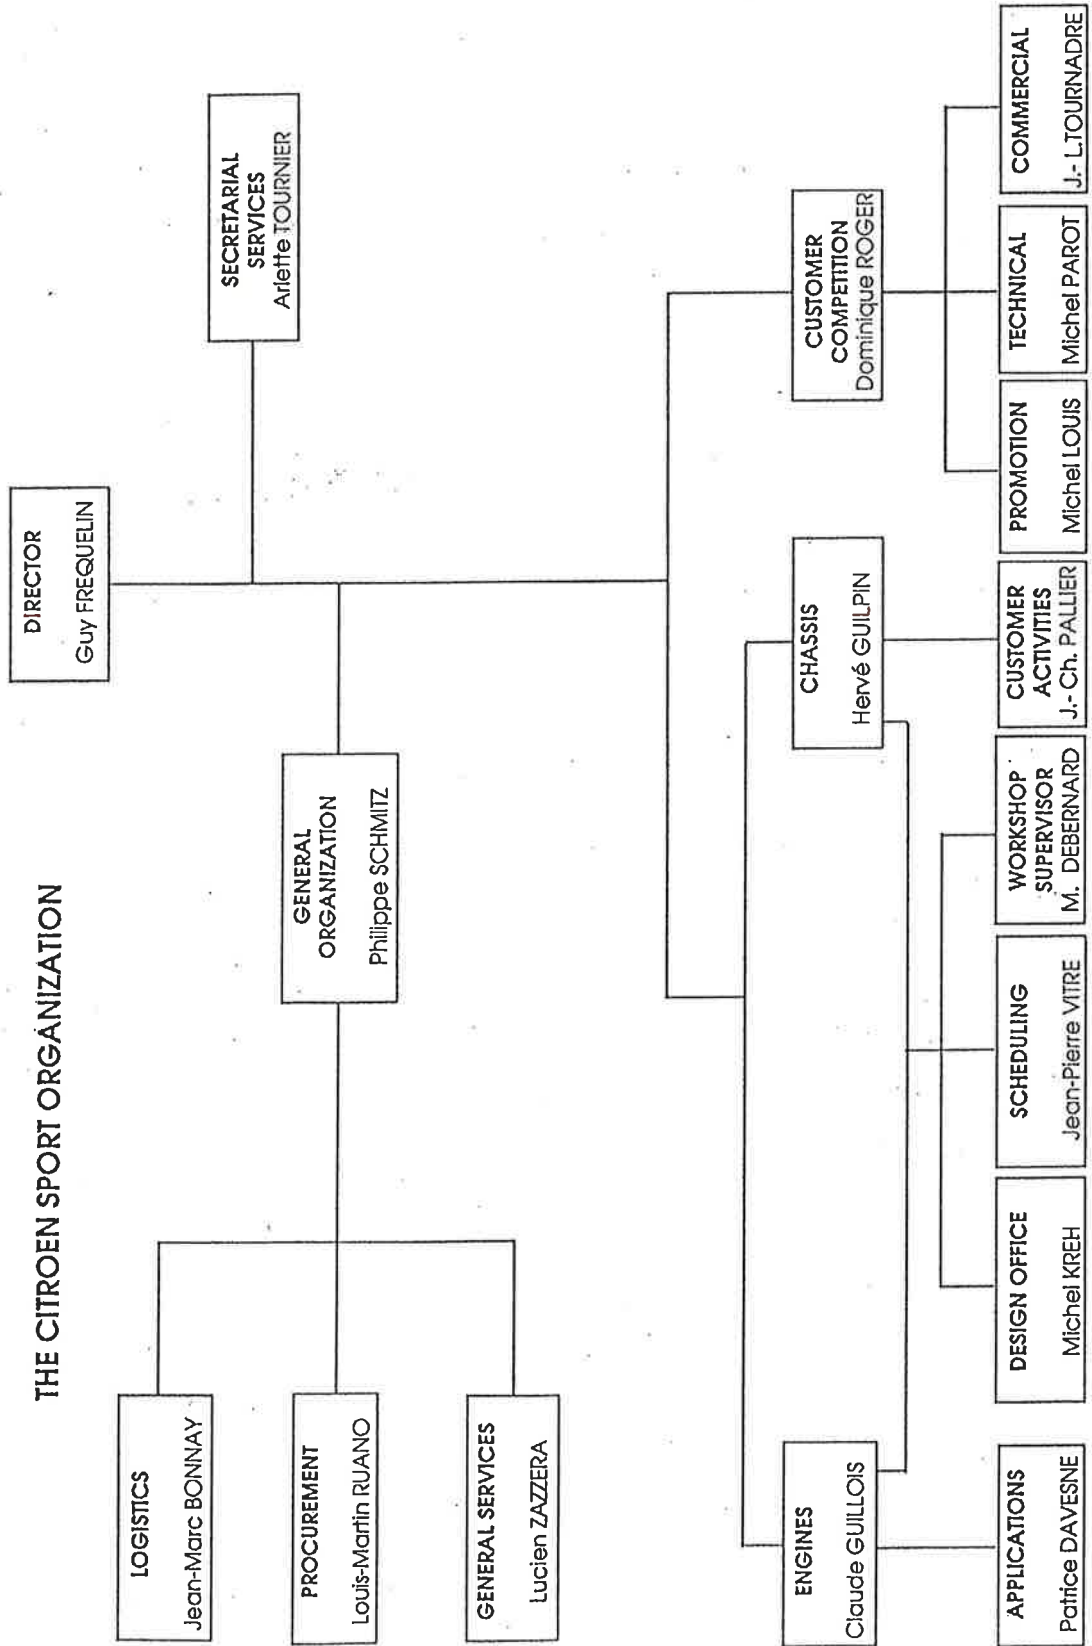 THE CITROEN SPORT ORGANIZATION
DIRECTOR
Guy FREQUELIN
SECRETARIAL
SERVICES
Arlette TOURNIER
GENERAL
ORGANIZATION
Philippe SCHMITZ
LOGISTICS
Jean-Marc BONNAY
PROCUREMENT
Louis-Martin RUANO
GENERAL SERVICES
Lucien ZAZZERA
ENGINES
Claude GUILLOIS
CHASSIS
Hervé GUILPIN
CUSTOMER
COMPETITION
Dominique ROGER
APPLICATIONS
Patrice DAVESNE
DESIGN OFFICE
Michel KREH
SCHEDULING
Jean-Pierre VITRE
WORKSHOP
SUPERVISOR
M. DEBERNARD
CUSTOMER
ACTIVITIES
J.- Ch. PALLIER
PROMOTION
Michel LOUIS
TECHNICAL
Michel PAROT
COMMERCIAL
J.- L.TOURNADRE